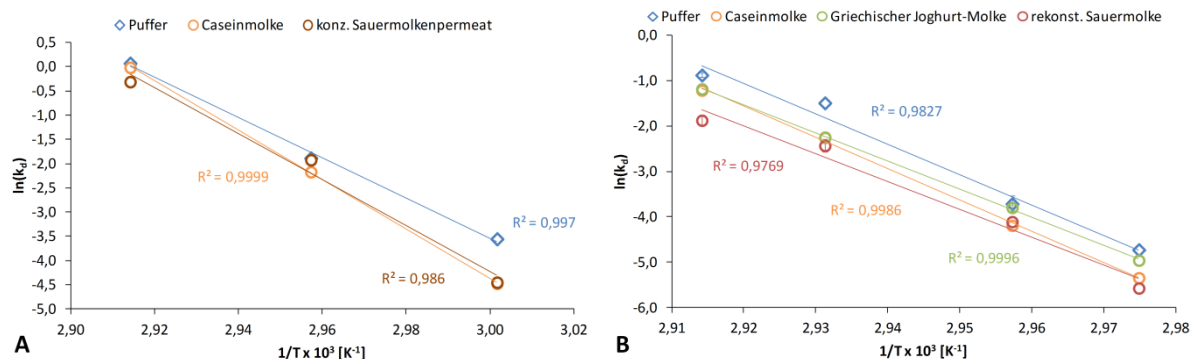 Puffer Caseinmolke konz. Sauermolkenpermeat
0,5
0,0
-0,5
-1,0
-1,5
-2,0
-2,5
-3,0
-3,5
-4,0
-4,5
-5,0
ln(kd)
R² = 0,9999
R² = 0,997
R² = 0,986
2,90 2,92 2,94 2,96 2,98 3,00 3,02
1/T x 10³ [K⁻¹]
A
Puffer Caseinmolke Griechischer Joghurt-Molke rekonst. Sauermolke
0,0
-1,0
-2,0
-3,0
-4,0
-5,0
-6,0
ln(kd)
R² = 0,9827
R² = 0,9769
R² = 0,9986
R² = 0,9996
2,91 2,92 2,93 2,94 2,95 2,96 2,97 2,98
1/T x 10³ [K⁻¹]
B